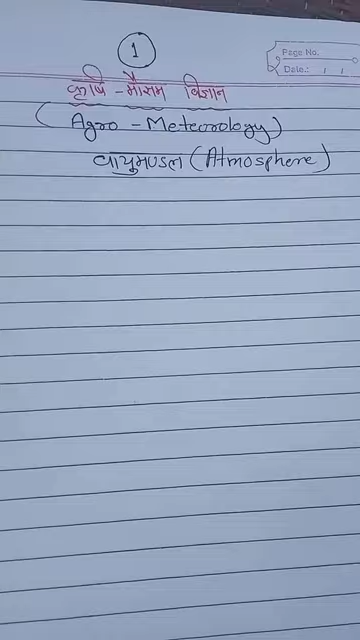 1
Page No.
Date: / /
कृषि - मौसम विज्ञान
(Agro - Meteorology)
वायुमण्डल (Atmosphere)